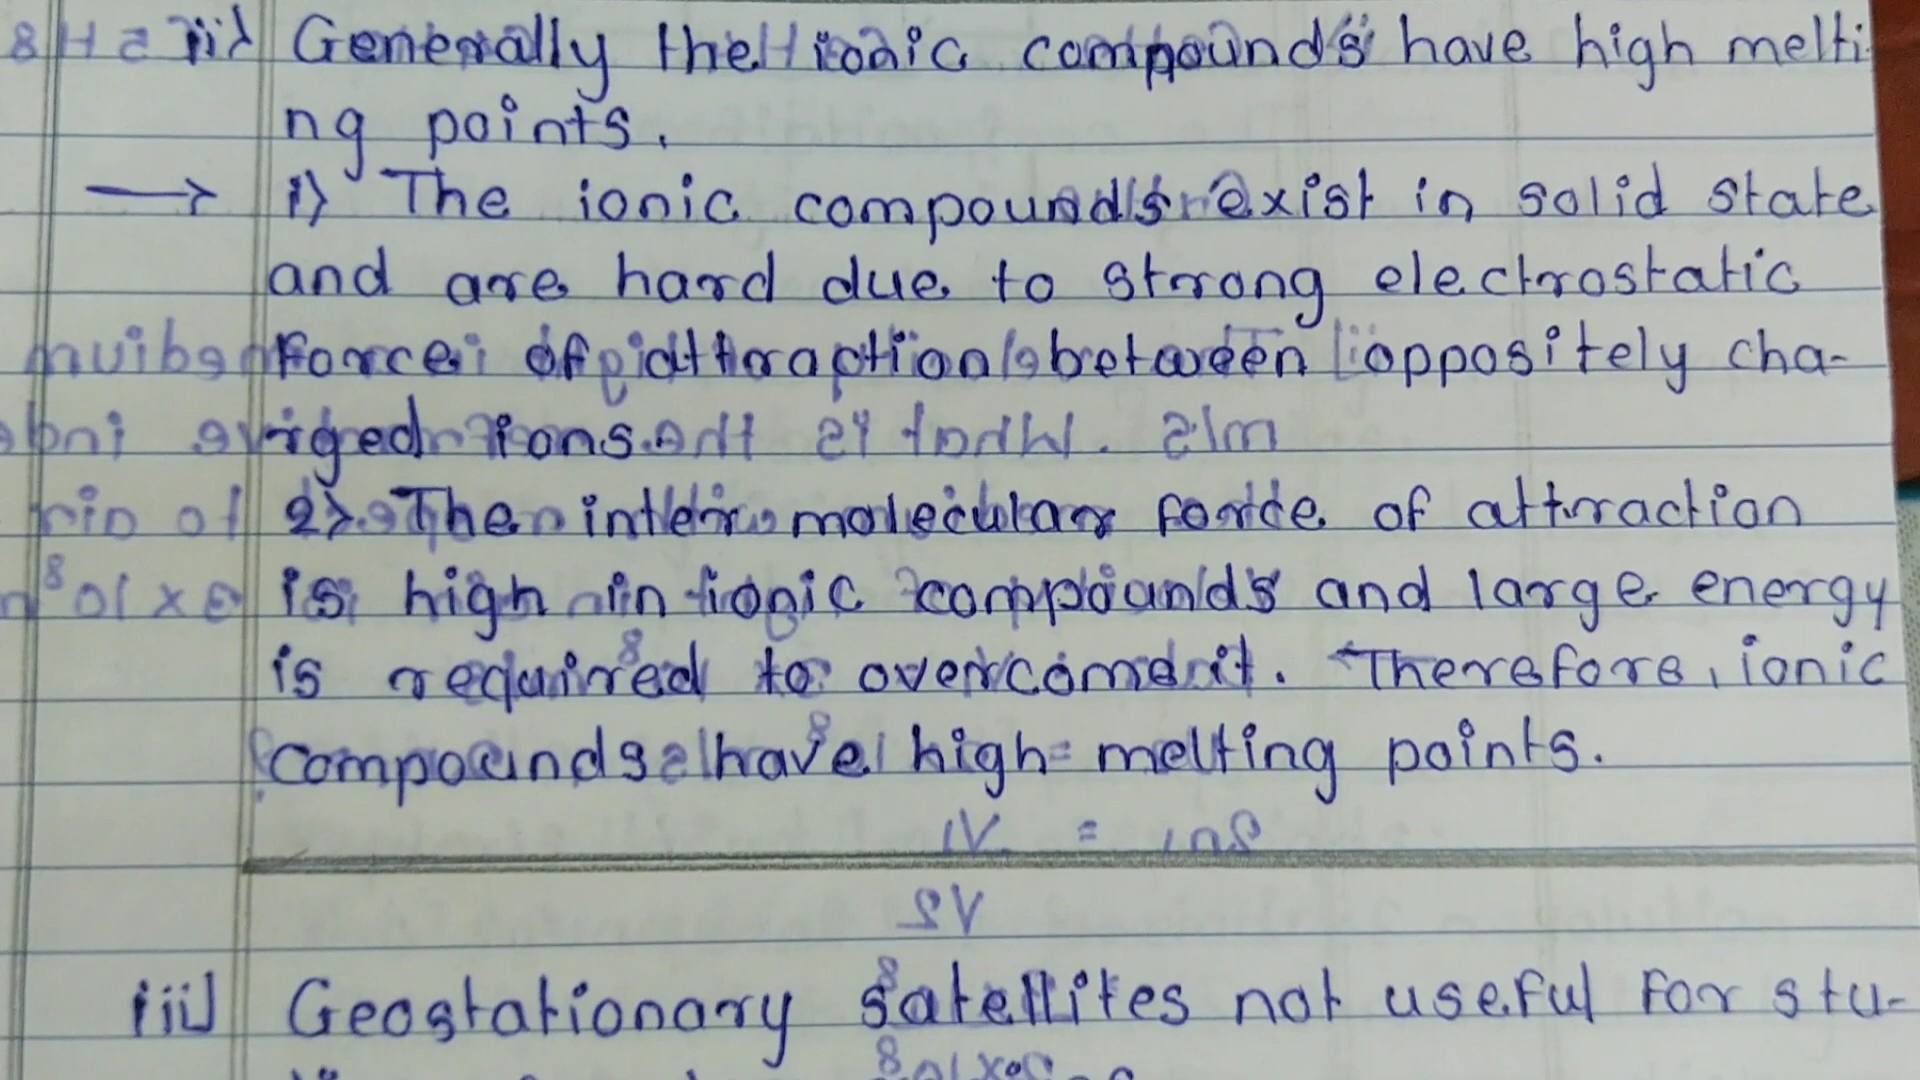 ii) Generally the ionic compounds have high melti
ng points.
→ 1) The ionic compounds exist in solid state
and are hard due to strong electrostatic
force of attraction between oppositely cha-
rged ions.
2) The intermolecular force of attraction
is high in ionic compounds and large energy
is required to overcome it. Therefore, ionic
compounds have high melting points.
iii) Geostationary satellites not useful for stu-